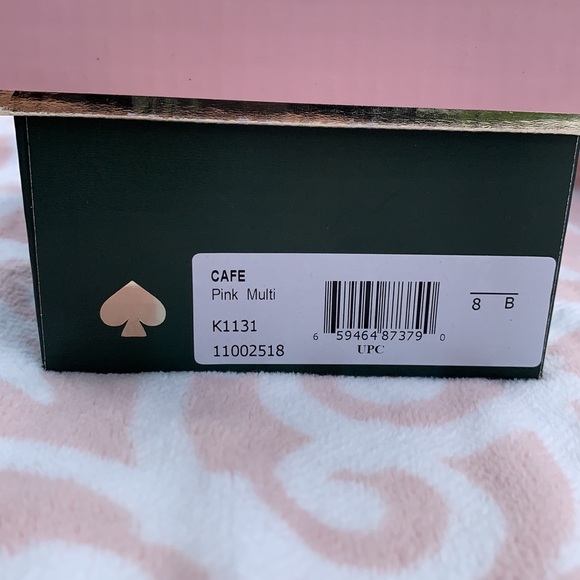 CAFE
Pink Multi
K1131
11002518
6 59464 87379 0
UPC
8 B